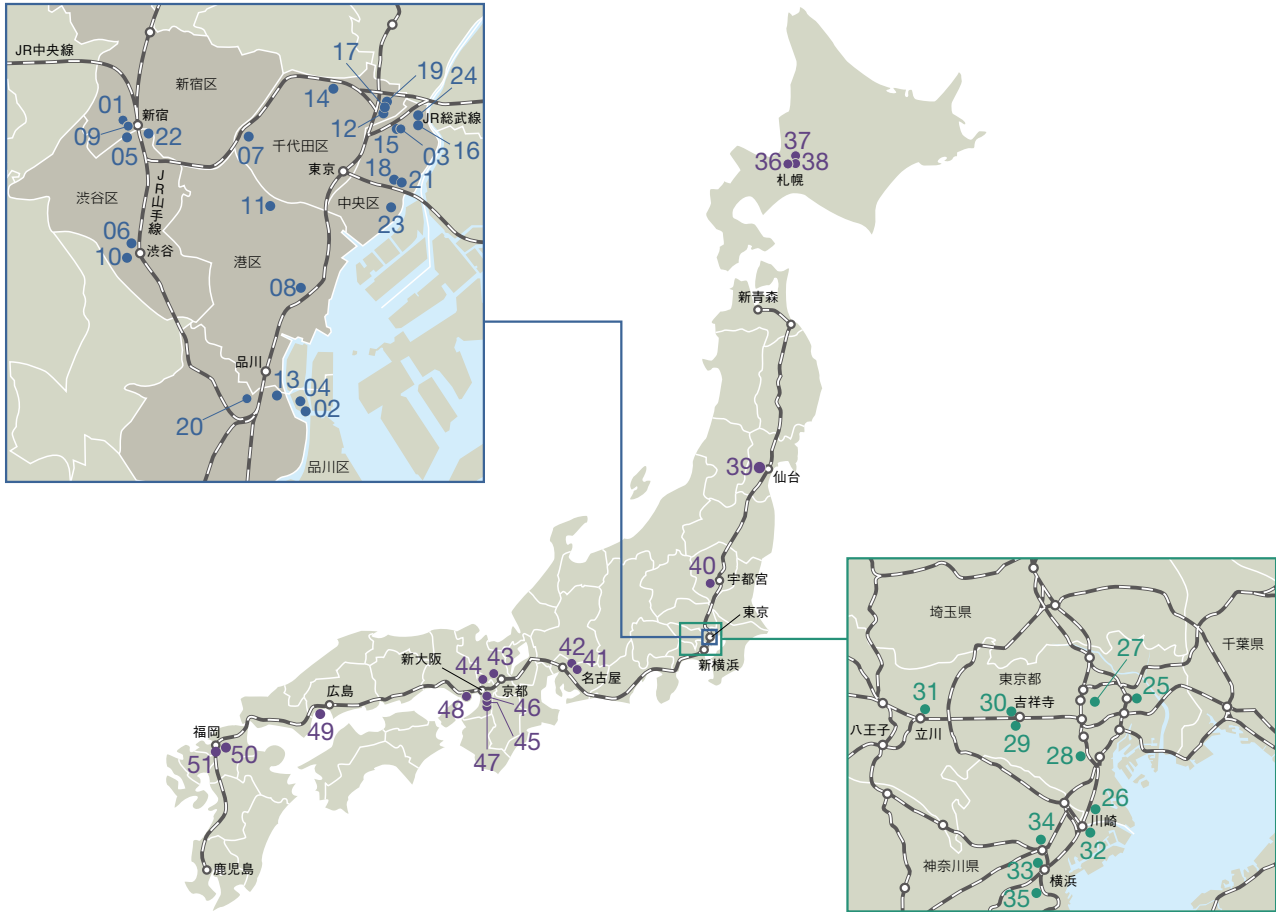 JR中央線
新宿区
17
19
24
14
01
新宿
12
JR総武線
09
22
05
07
千代田区
15
03
16
東京
18
21
渋谷区
JR山手線
11
中央区
23
06
渋谷
10
港区
08
品川
13
04
02
20
品川区
37
36
38
札幌
新青森
39
仙台
40
宇都宮
東京
新横浜
新大阪
44
43
42
41
名古屋
京都
48
46
45
47
広島
49
福岡
51
50
鹿児島
埼玉県
千葉県
27
東京都
25
31
30
吉祥寺
八王子
立川
29
28
26
川崎
34
32
神奈川県
33
横浜
35